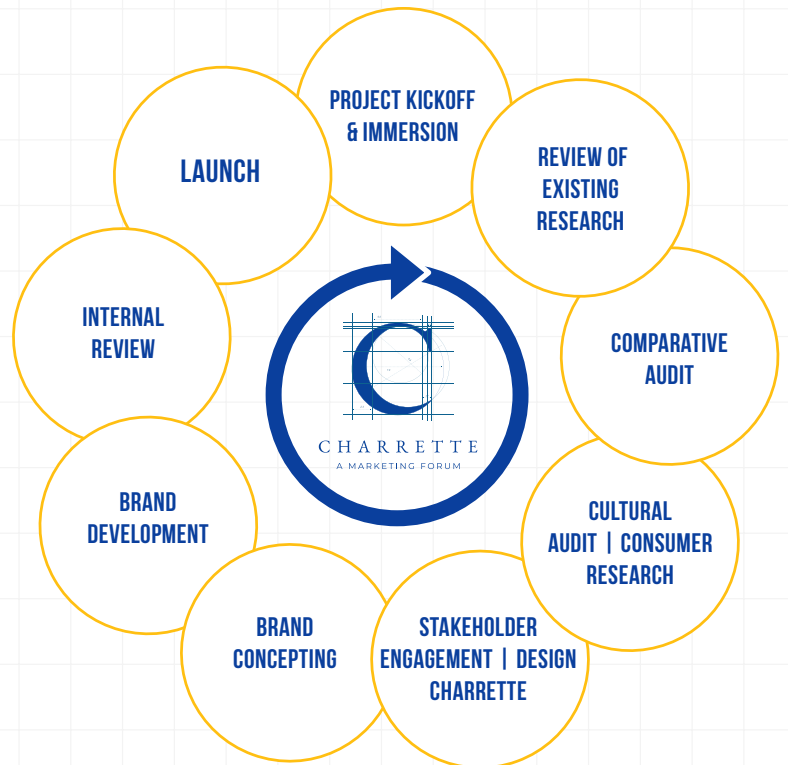 PROJECT KICKOFF
& IMMERSION
REVIEW OF
EXISTING
RESEARCH
COMPARATIVE
AUDIT
CULTURAL
AUDIT | CONSUMER
RESEARCH
STAKEHOLDER
ENGAGEMENT | DESIGN
CHARRETTE
BRAND
CONCEPTING
BRAND
DEVELOPMENT
INTERNAL
REVIEW
LAUNCH
C
CHARRETTE
A MARKETING FORUM